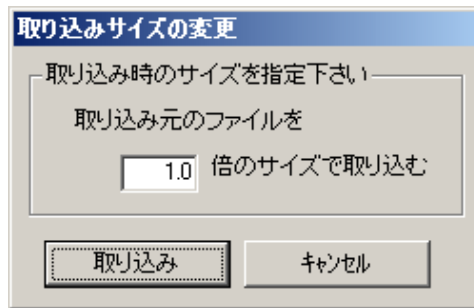 取り込みサイズの変更
取り込み時のサイズを指定下さい
取り込み元のファイルを
1.0 倍のサイズで取り込む
取り込み ｷｬﾝｾﾙ